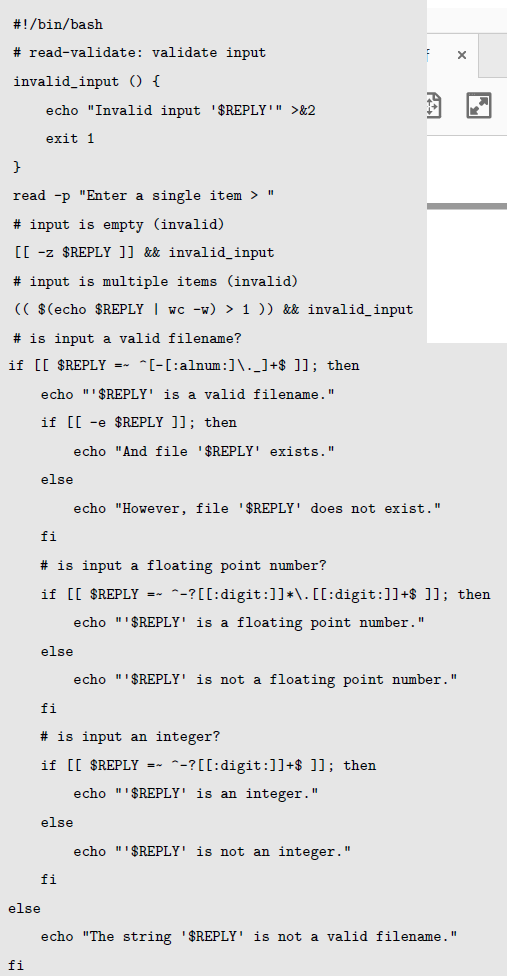 #!/bin/bash
# read-validate: validate input
invalid_input () {
    echo "Invalid input '$REPLY'" >&2
    exit 1
}
read -p "Enter a single item > "
# input is empty (invalid)
[[ -z $REPLY ]] && invalid_input
# input is multiple items (invalid)
(( $(echo $REPLY | wc -w) > 1 )) && invalid_input
# is input a valid filename?
if [[ $REPLY =~ ^[-[:alnum:]\._]+$ ]]; then
    echo "'$REPLY' is a valid filename."
    if [[ -e $REPLY ]]; then
        echo "And file '$REPLY' exists."
    else
        echo "However, file '$REPLY' does not exist."
    fi
    # is input a floating point number?
    if [[ $REPLY =~ ^-?[[:digit:]]*\.[[:digit:]]+$ ]]; then
        echo "'$REPLY' is a floating point number."
    else
        echo "'$REPLY' is not a floating point number."
    fi
    # is input an integer?
    if [[ $REPLY =~ ^-?[[:digit:]]+$ ]]; then
        echo "'$REPLY' is an integer."
    else
        echo "'$REPLY' is not an integer."
    fi
else
    echo "The string '$REPLY' is not a valid filename."
fi